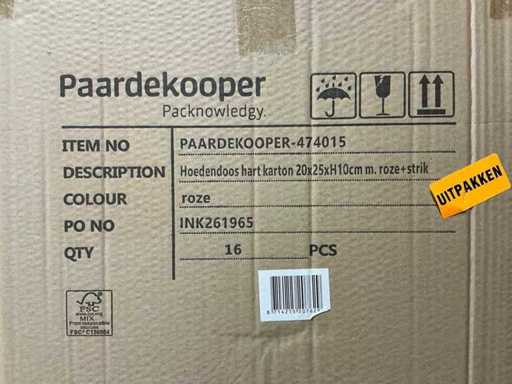 Paardekooper
Packnowledgy.
ITEM NO PAARDEKOOPER-474015
DESCRIPTION Hoedendoos hart karton 20x25xH10cm m. roze+strik
COLOUR roze
PO NO INK261965
QTY 16 PCS
UITPAKKEN
FSC
MIX